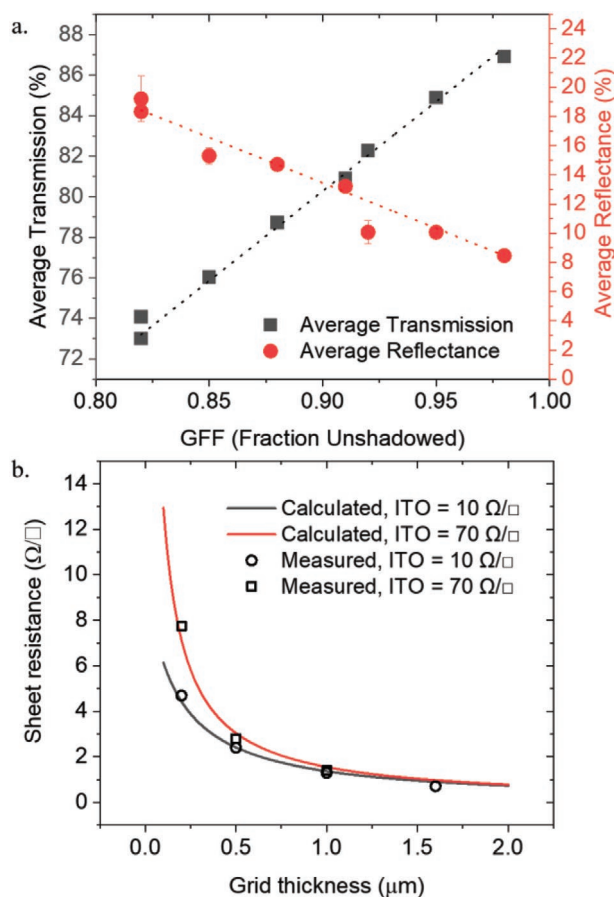 a.
88
86
84
82
80
78
76
74
72
Average Transmission (%)
24
22
20
18
16
14
12
10
8
6
4
2
0
Average Reflectance (%)
Average Transmission
Average Reflectance
0.80 0.85 0.90 0.95 1.00
GFF (Fraction Unshadowed)
b.
14
12
10
8
6
4
2
0
Sheet resistance (Ω/□)
Calculated, ITO = 10 Ω/□
Calculated, ITO = 70 Ω/□
Measured, ITO = 10 Ω/□
Measured, ITO = 70 Ω/□
0.0 0.5 1.0 1.5 2.0
Grid thickness (μm)